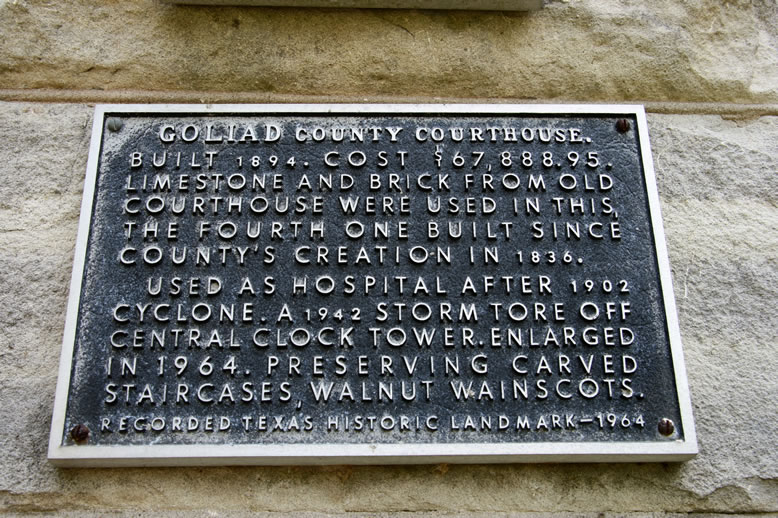 GOLIAD COUNTY COURTHOUSE.
BUILT 1894. COST $67,888.95.
LIMESTONE AND BRICK FROM OLD
COURTHOUSE WERE USED IN THIS,
THE FOURTH ONE BUILT SINCE
COUNTY'S CREATION IN 1836.
USED AS HOSPITAL AFTER 1902
CYCLONE. A 1942 STORM TORE OFF
CENTRAL CLOCK TOWER. ENLARGED
IN 1964. PRESERVING CARVED
STAIRCASES, WALNUT WAINSCOTS.
RECORDED TEXAS HISTORIC LANDMARK—1964